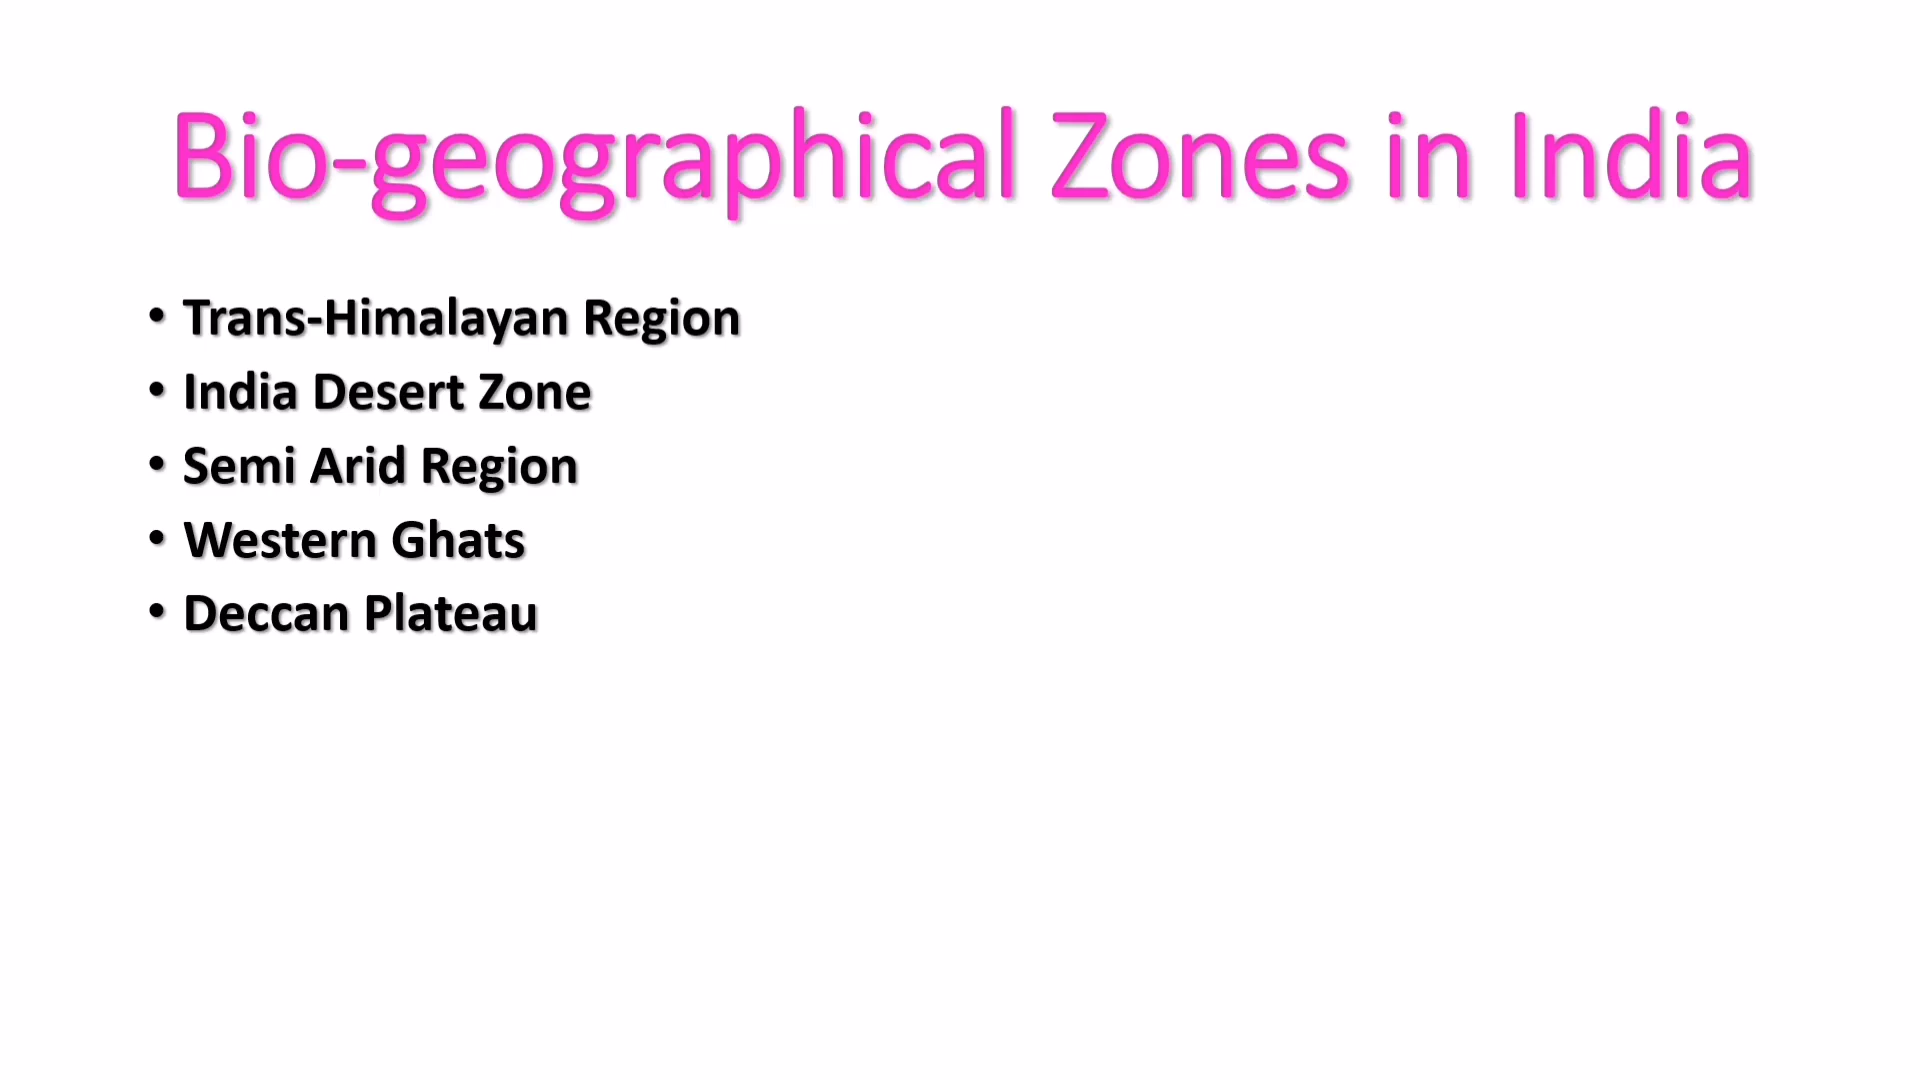 Bio-geographical Zones in India
• Trans-Himalayan Region
• India Desert Zone
• Semi Arid Region
• Western Ghats
• Deccan Plateau